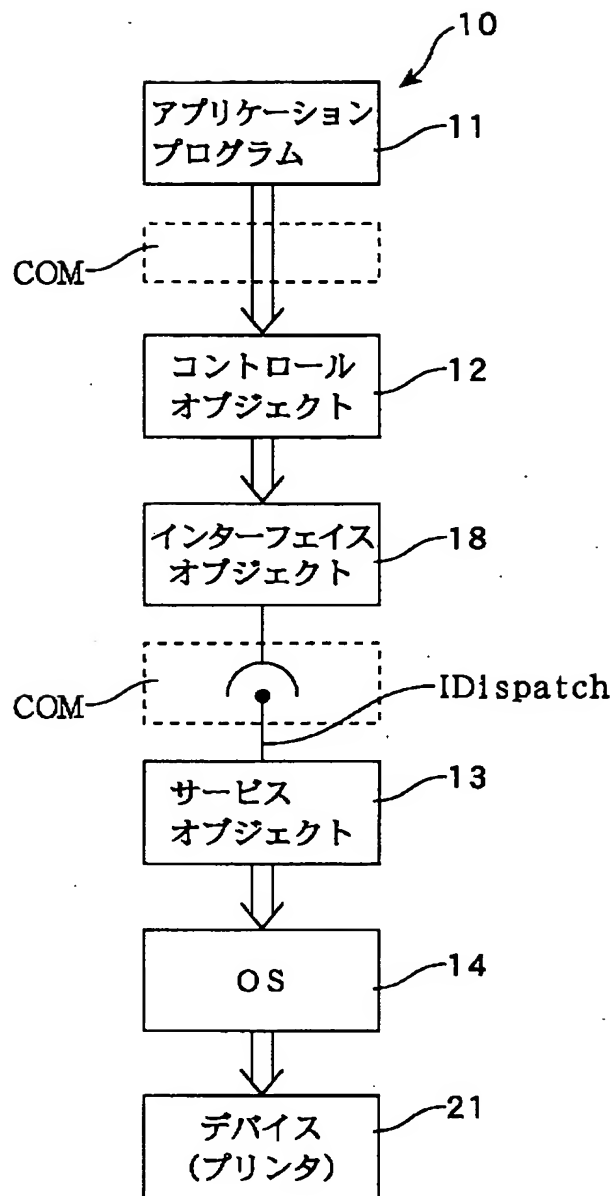 10
アプリケーション
プログラム
11
COM
コントロール
オブジェクト
12
インターフェイス
オブジェクト
18
COM
IDispatch
サービス
オブジェクト
13
OS
14
デバイス
(プリンタ)
21